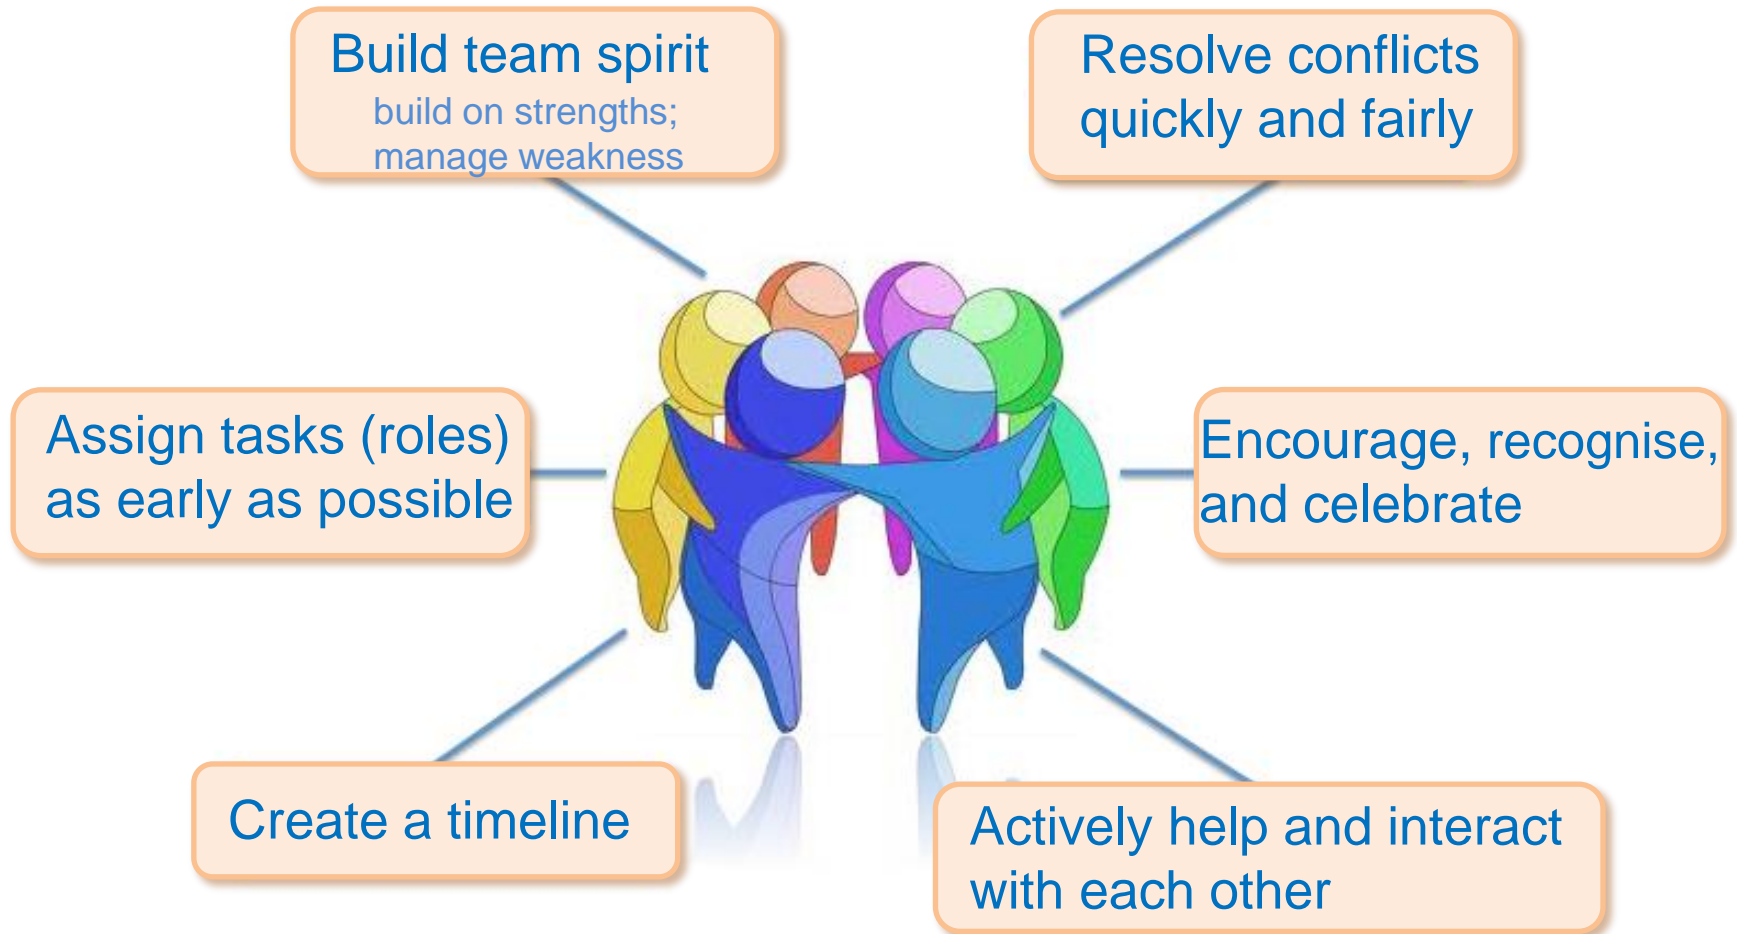 Build team spirit
build on strengths;
manage weakness
Resolve conflicts
quickly and fairly
Assign tasks (roles)
as early as possible
Encourage, recognise,
and celebrate
Create a timeline
Actively help and interact
with each other